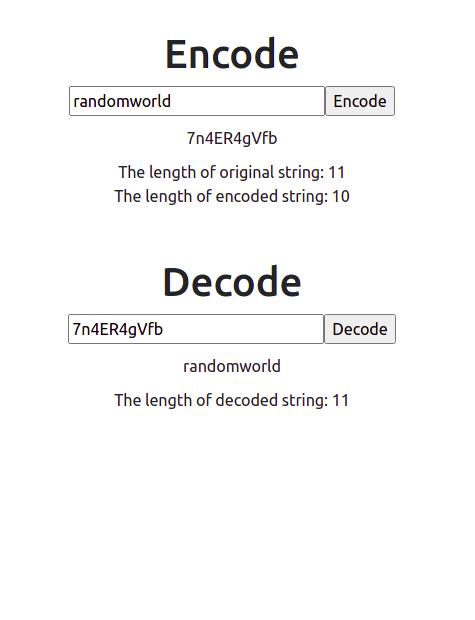 Encode
randomworld Encode
7n4ER4gVfb
The length of original string: 11
The length of encoded string: 10
Decode
7n4ER4gVfb Decode
randomworld
The length of decoded string: 11